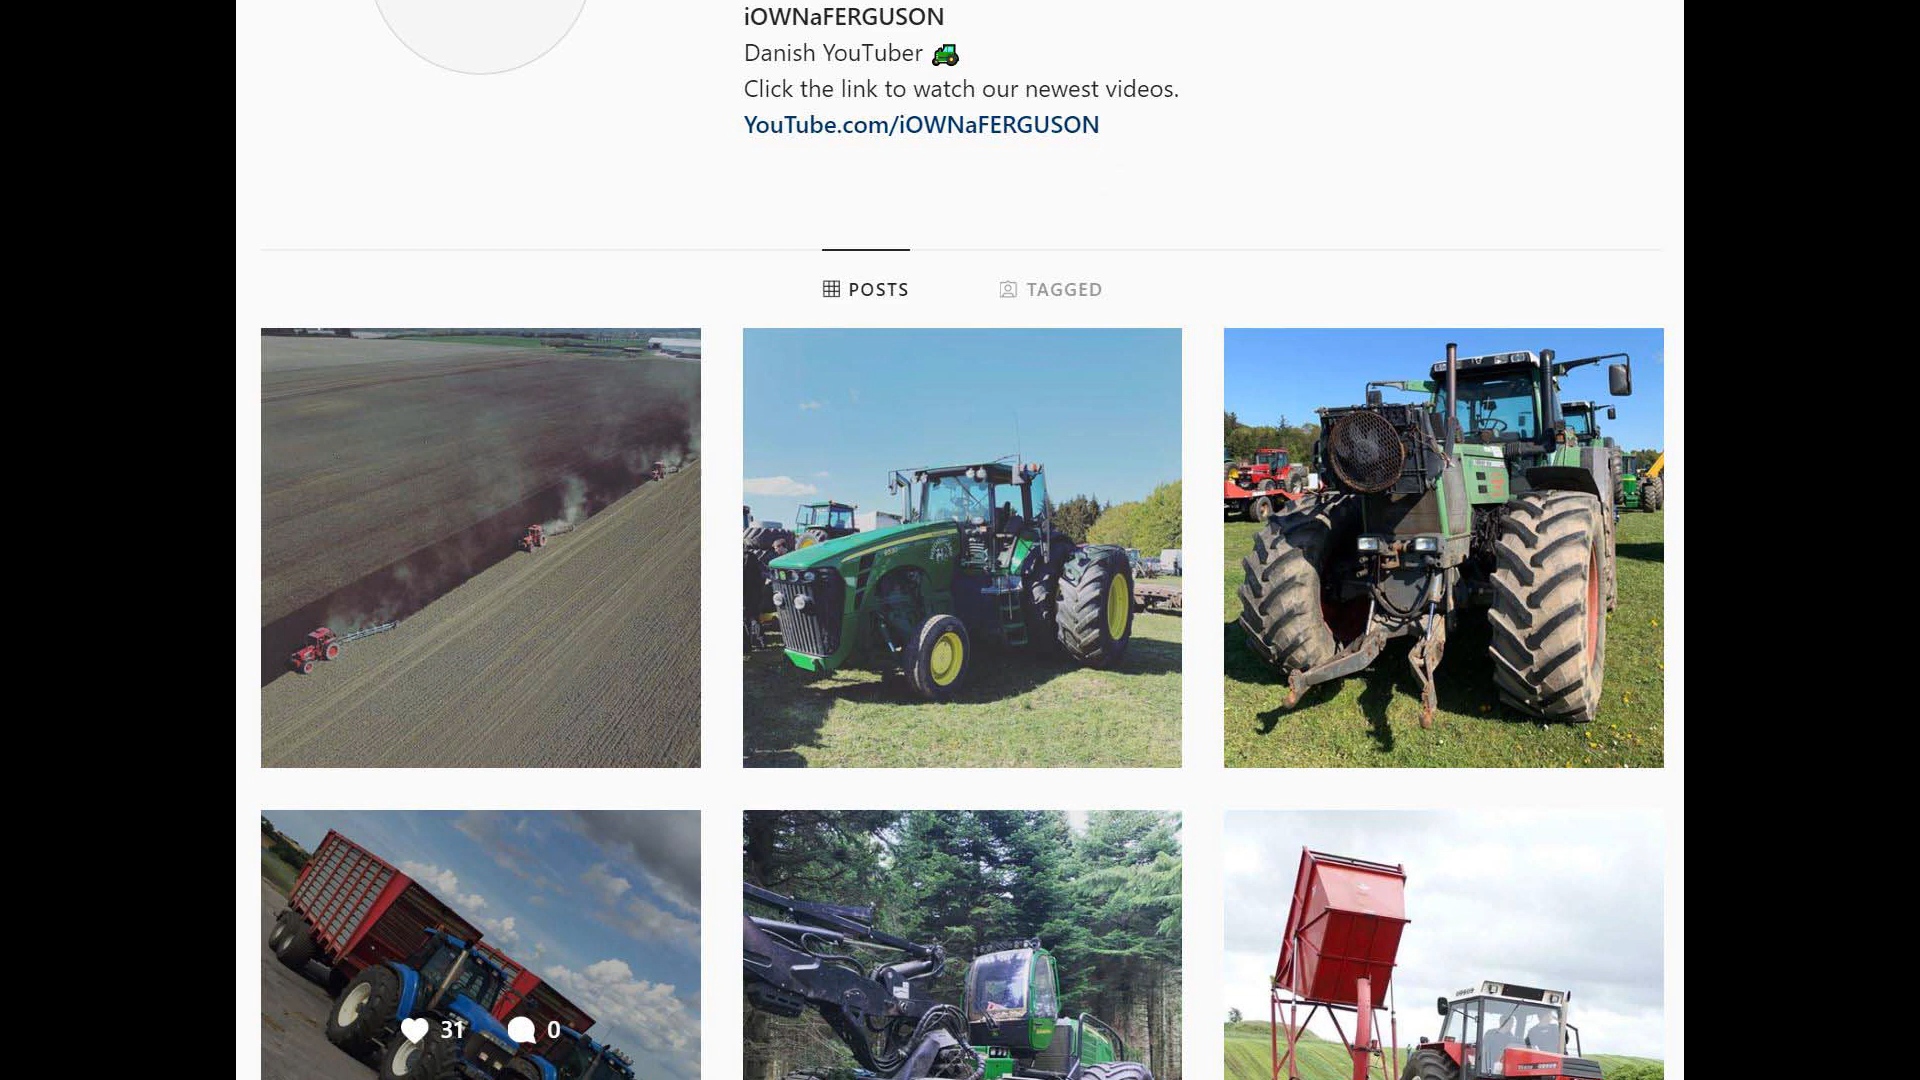 iOWNaFERGUSON
Danish YouTuber
Click the link to watch our newest videos.
YouTube.com/iOWNaFERGUSON
POSTS
TAGGED
31
0